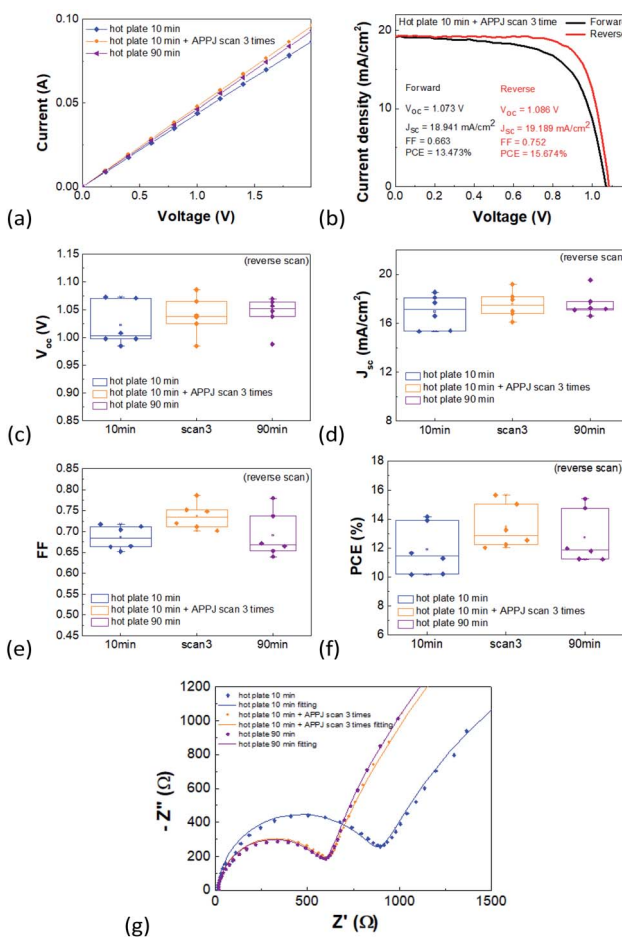 hot plate 10 min
hot plate 10 min + APPJ scan 3 times
hot plate 90 min
0.10
0.05
0.00
Current (A)
0.0 0.6 1.2 1.8
Voltage (V)
(a)
Hot plate 10 min + APPJ scan 3 time
Forward
Reverse
20
10
0
Current density (mA/cm²)
Forward
V_OC = 1.073 V
J_SC = 18.941 mA/cm²
FF = 0.663
PCE = 13.473%
Reverse
V_OC = 1.086 V
J_SC = 19.189 mA/cm²
FF = 0.752
PCE = 15.674%
0.0 0.2 0.4 0.6 0.8 1.0
Voltage (V)
(b)
(reverse scan)
1.15
1.10
1.05
1.00
0.95
0.90
0.85
V_oc (V)
hot plate 10 min
hot plate 10 min + APPJ scan 3 times
hot plate 90 min
10min scan3 90min
(c)
(reverse scan)
20
16
12
8
J_sc (mA/cm²)
hot plate 10 min
hot plate 10 min + APPJ scan 3 times
hot plate 90 min
10min scan3 90min
(d)
(reverse scan)
0.85
0.80
0.75
0.70
0.65
0.60
0.55
0.50
0.45
FF
hot plate 10 min
hot plate 10 min + APPJ scan 3 times
hot plate 90 min
10min scan3 90min
(e)
(reverse scan)
18
16
14
12
10
8
6
PCE (%)
hot plate 10 min
hot plate 10 min + APPJ scan 3 times
hot plate 90 min
10min scan3 90min
(f)
1200
1000
800
600
400
200
0
- Z" (Ω)
hot plate 10 min
hot plate 10 min fitting
hot plate 10 min + APPJ scan 3 times
hot plate 10 min + APPJ scan 3 times fitting
hot plate 90 min
hot plate 90 min fitting
0 500 1000 1500
Z' (Ω)
(g)